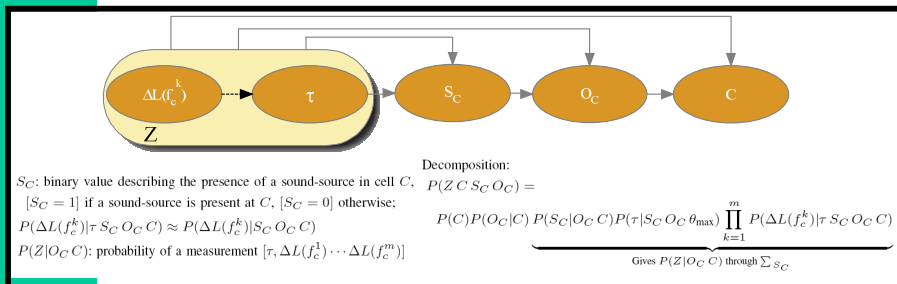 ΔL(f_c^k)
τ
S_C
O_C
C
Z
S_C: binary value describing the presence of a sound-source in cell C,
[S_C = 1] if a sound-source is present at C, [S_C = 0] otherwise;
P(ΔL(f_c^k)|τ S_C O_C C) ≈ P(ΔL(f_c^k)|S_C O_C C)
P(Z|O_C C): probability of a measurement [τ, ΔL(f_c^1) ⋯ ΔL(f_c^m)]
Decomposition:
P(Z C S_C O_C) =
P(C)P(O_C|C) P(S_C|O_C C)P(τ|S_C O_C θ_max) ∏_{k=1}^{m} P(ΔL(f_c^k)|τ S_C O_C C)
Gives P(Z|O_C C) through ∑_{S_C}